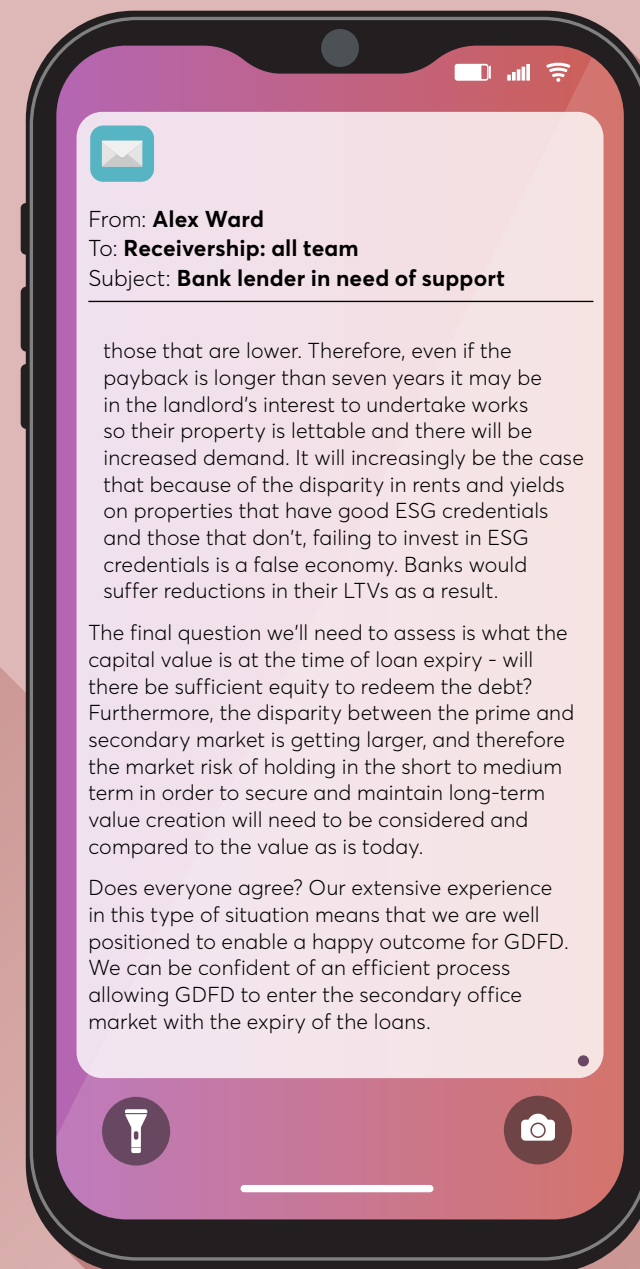 From: Alex Ward
To: Receivership: all team
Subject: Bank lender in need of support
those that are lower. Therefore, even if the
payback is longer than seven years it may be
in the landlord's interest to undertake works
so their property is lettable and there will be
increased demand. It will increasingly be the case
that because of the disparity in rents and yields
on properties that have good ESG credentials
and those that don't, failing to invest in ESG
credentials is a false economy. Banks would
suffer reductions in their LTVs as a result.
The final question we'll need to assess is what the
capital value is at the time of loan expiry - will
there be sufficient equity to redeem the debt?
Furthermore, the disparity between the prime and
secondary market is getting larger, and therefore
the market risk of holding in the short to medium
term in order to secure and maintain long-term
value creation will need to be considered and
compared to the value as is today.
Does everyone agree? Our extensive experience
in this type of situation means that we are well
positioned to enable a happy outcome for GDFD.
We can be confident of an efficient process
allowing GDFD to enter the secondary office
market with the expiry of the loans.